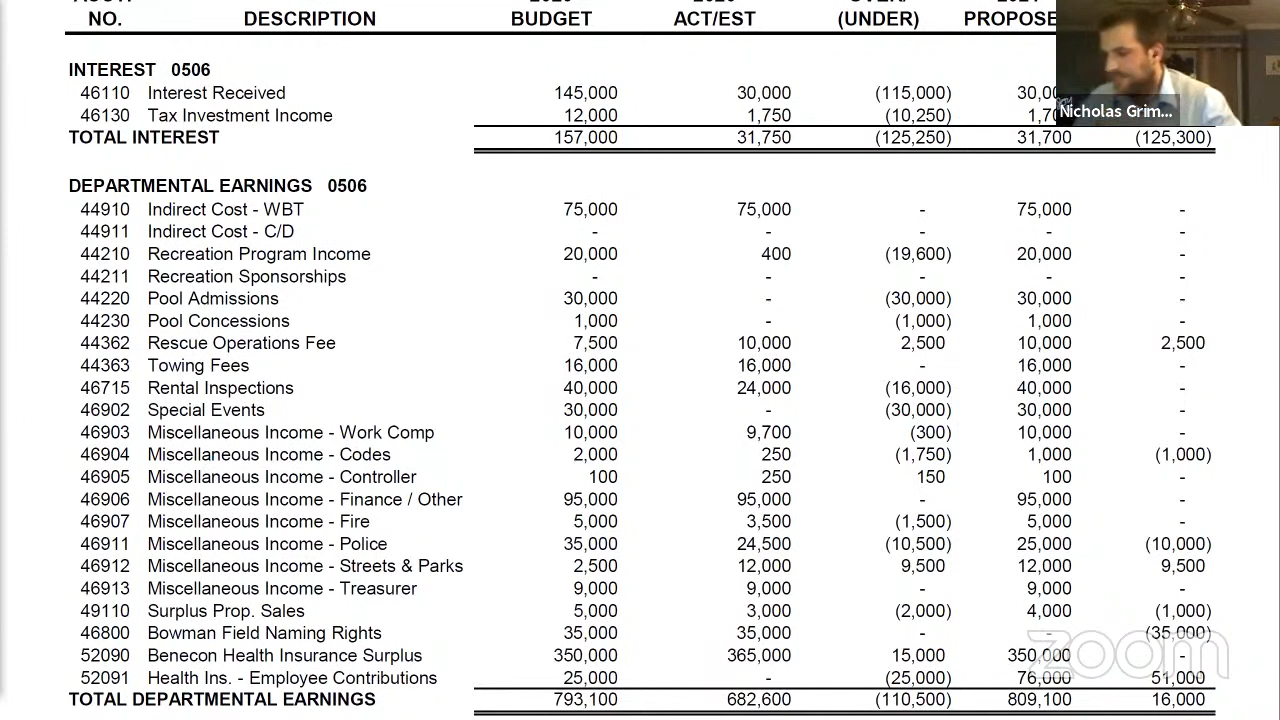 NO. DESCRIPTION BUDGET ACT/EST (UNDER) PROPOSE
INTEREST 0506
46110 Interest Received 145,000 30,000 (115,000)
46130 Tax Investment Income 12,000 1,750 (10,250)
Nicholas Grim...
TOTAL INTEREST 157,000 31,750 (125,250) 31,700 (125,300)
DEPARTMENTAL EARNINGS 0506
44910 Indirect Cost - WBT 75,000 75,000 - 75,000 -
44911 Indirect Cost - C/D - - - - -
44210 Recreation Program Income 20,000 400 (19,600) 20,000 -
44211 Recreation Sponsorships - - - - -
44220 Pool Admissions 30,000 - (30,000) 30,000 -
44230 Pool Concessions 1,000 - (1,000) 1,000 -
44362 Rescue Operations Fee 7,500 10,000 2,500 10,000 2,500
44363 Towing Fees 16,000 16,000 - 16,000 -
46715 Rental Inspections 40,000 24,000 (16,000) 40,000 -
46902 Special Events 30,000 - (30,000) 30,000 -
46903 Miscellaneous Income - Work Comp 10,000 9,700 (300) 10,000 -
46904 Miscellaneous Income - Codes 2,000 250 (1,750) 1,000 (1,000)
46905 Miscellaneous Income - Controller 100 250 150 100 -
46906 Miscellaneous Income - Finance / Other 95,000 95,000 - 95,000 -
46907 Miscellaneous Income - Fire 5,000 3,500 (1,500) 5,000 -
46911 Miscellaneous Income - Police 35,000 24,500 (10,500) 25,000 (10,000)
46912 Miscellaneous Income - Streets & Parks 2,500 12,000 9,500 12,000 9,500
46913 Miscellaneous Income - Treasurer 9,000 9,000 - 9,000 -
49110 Surplus Prop. Sales 5,000 3,000 (2,000) 4,000 (1,000)
46800 Bowman Field Naming Rights 35,000 35,000 - - (35,000)
52090 Benecon Health Insurance Surplus 350,000 365,000 15,000 350,000 -
zoom
52091 Health Ins. - Employee Contributions 25,000 - (25,000) 76,000 51,000
TOTAL DEPARTMENTAL EARNINGS 793,100 682,600 (110,500) 809,100 16,000